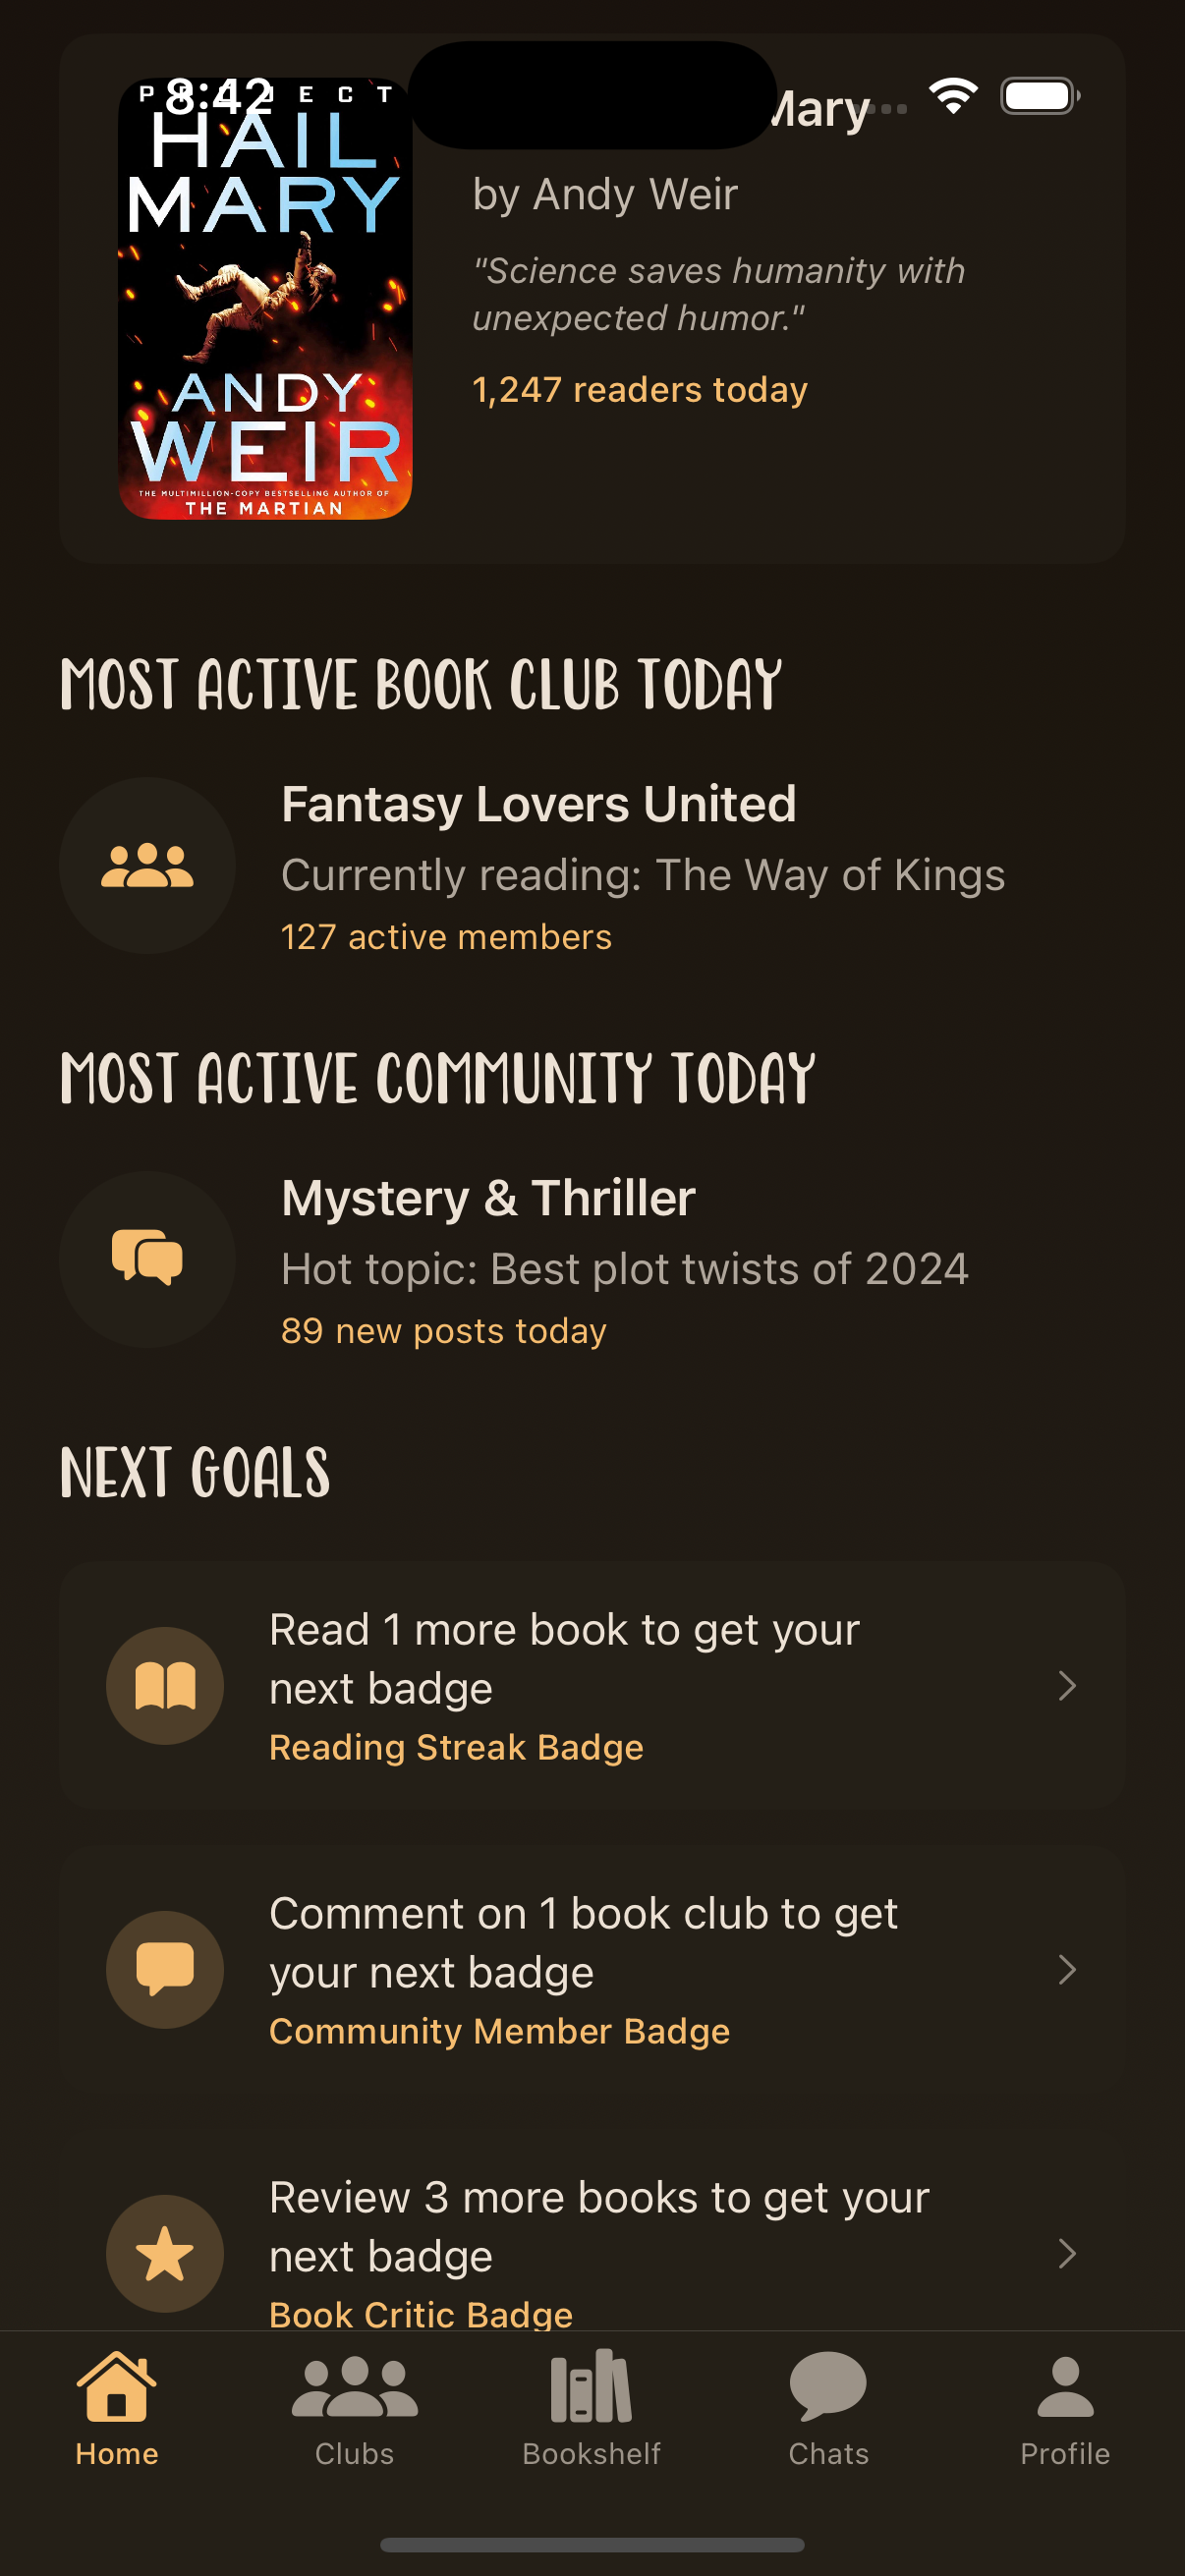 8:42
HAIL
MARY
ANDY
WEIR
THE MULTIMILLION-COPY BESTSELLING AUTHOR OF
THE MARTIAN
Mary
by Andy Weir
"Science saves humanity with
unexpected humor."
1,247 readers today
MOST ACTIVE BOOK CLUB TODAY
Fantasy Lovers United
Currently reading: The Way of Kings
127 active members
MOST ACTIVE COMMUNITY TODAY
Mystery & Thriller
Hot topic: Best plot twists of 2024
89 new posts today
NEXT GOALS
Read 1 more book to get your
next badge
Reading Streak Badge
Comment on 1 book club to get
your next badge
Community Member Badge
Review 3 more books to get your
next badge
Book Critic Badge
Home
Clubs
Bookshelf
Chats
Profile